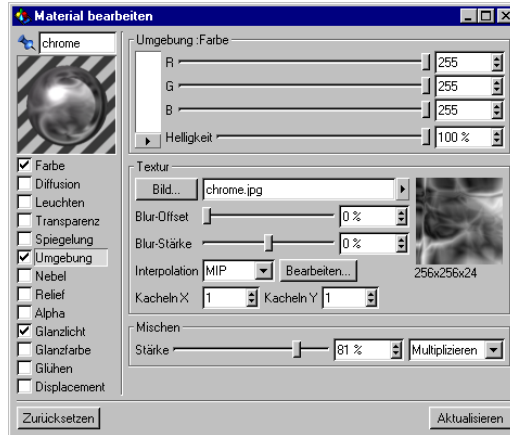 Material bearbeiten
chrome
Umgebung :Farbe
R 255
G 255
B 255
Helligkeit 100 %
Farbe
Diffusion
Leuchten
Transparenz
Spiegelung
Umgebung
Nebel
Relief
Alpha
Glanzlicht
Glanzfarbe
Glühen
Displacement
Textur
Bild... chrome.jpg
Blur-Offset 0 %
Blur-Stärke 0 %
Interpolation MIP Bearbeiten...
256x256x24
Kacheln X 1 Kacheln Y 1
Mischen
Stärke 81 % Multiplizieren
Zurücksetzen Aktualisieren